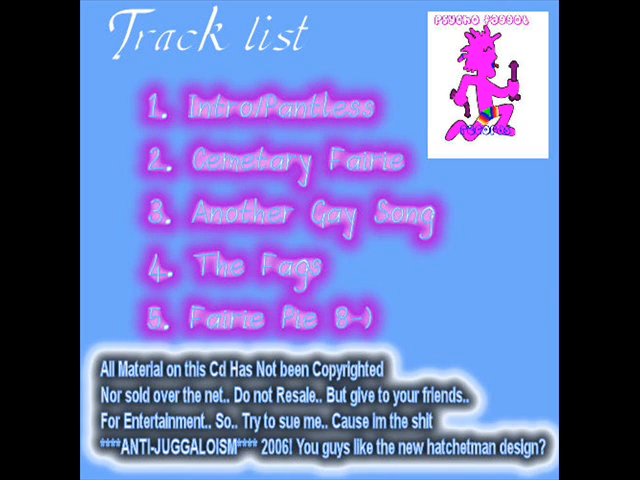 Track list
Psycho Faggot
Records
1. Intro/Pantless
2. Cemetary Fairie
3. Another Gay Song
4. The Fags
5. Fairie Pie 8-)
All Material on this Cd Has Not been Copyrighted
Nor sold over the net.. Do not Resale.. But give to your friends..
For Entertainment.. So.. Try to sue me.. Cause im the shit
****ANTI-JUGGALOISM**** 2006! You guys like the new hatchetman design?